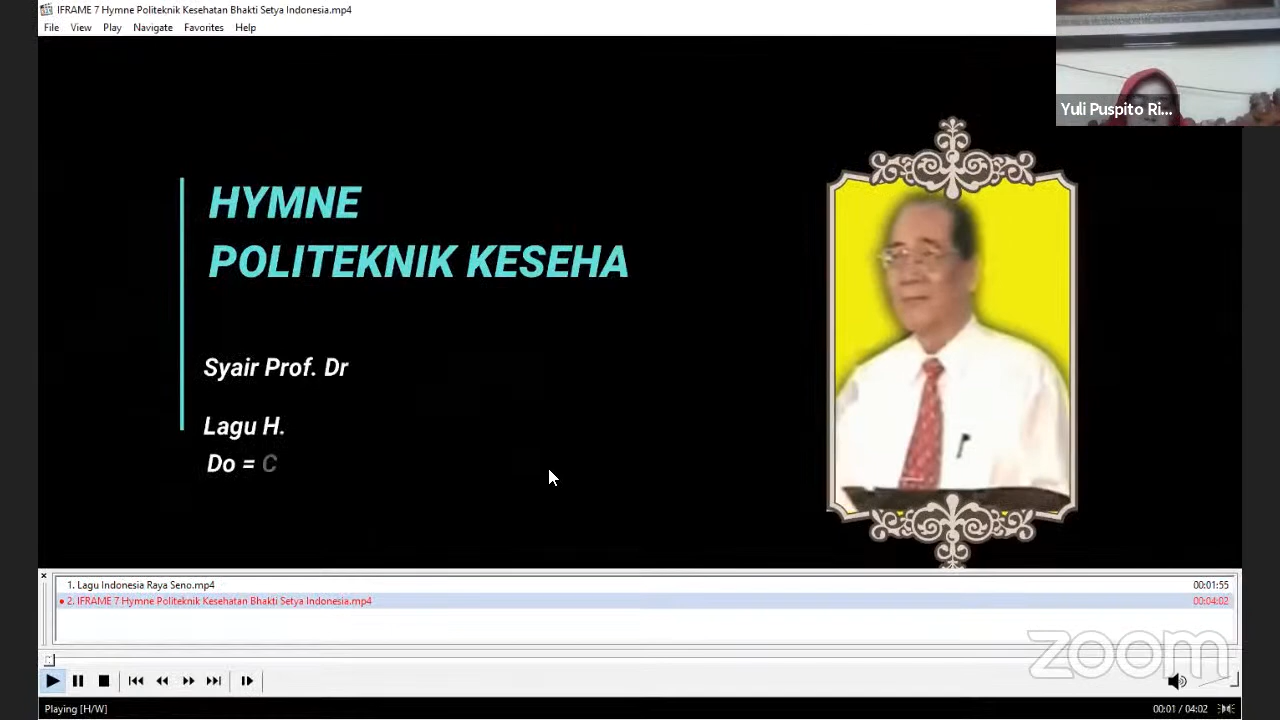 IFRAME 7 Hymne Politeknik Kesehatan Bhakti Setya Indonesia.mp4
File View Play Navigate Favorites Help
Yuli Puspito Ri...
HYMNE
POLITEKNIK KESEHA
Syair Prof. Dr
Lagu H.
Do = C
1. Lagu Indonesia Raya Seno.mp4 00:01:55
2. IFRAME 7 Hymne Politeknik Kesehatan Bhakti Setya Indonesia.mp4 00:04:02
zoom
Playing [H/W] 00:01 / 04:02